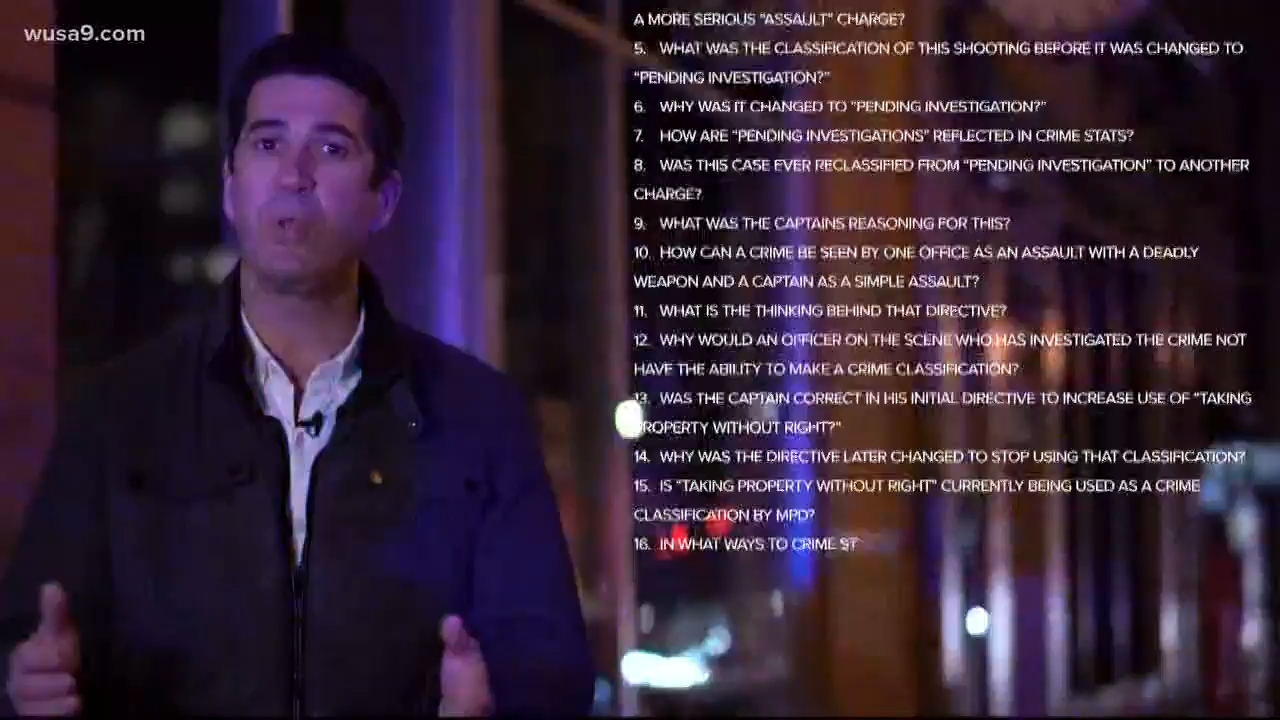 wusa9.com
A MORE SERIOUS "ASSAULT" CHARGE?
5. WHAT WAS THE CLASSIFICATION OF THIS SHOOTING BEFORE IT WAS CHANGED TO
"PENDING INVESTIGATION?"
6. WHY WAS IT CHANGED TO "PENDING INVESTIGATION?"
7. HOW ARE "PENDING INVESTIGATIONS" REFLECTED IN CRIME STATS?
8. WAS THIS CASE EVER RECLASSIFIED FROM "PENDING INVESTIGATION" TO ANOTHER
CHARGE?
9. WHAT WAS THE CAPTAINS REASONING FOR THIS?
10. HOW CAN A CRIME BE SEEN BY ONE OFFICE AS AN ASSAULT WITH A DEADLY
WEAPON AND A CAPTAIN AS A SIMPLE ASSAULT?
11. WHAT IS THE THINKING BEHIND THAT DIRECTIVE?
12. WHY WOULD AN OFFICER ON THE SCENE WHO HAS INVESTIGATED THE CRIME NOT
HAVE THE ABILITY TO MAKE A CRIME CLASSIFICATION?
13. WAS THE CAPTAIN CORRECT IN HIS INITIAL DIRECTIVE TO INCREASE USE OF "TAKING
PROPERTY WITHOUT RIGHT?"
14. WHY WAS THE DIRECTIVE LATER CHANGED TO STOP USING THAT CLASSIFICATION?
15. IS "TAKING PROPERTY WITHOUT RIGHT" CURRENTLY BEING USED AS A CRIME
CLASSIFICATION BY MPD?
16. IN WHAT WAYS TO CRIME ST